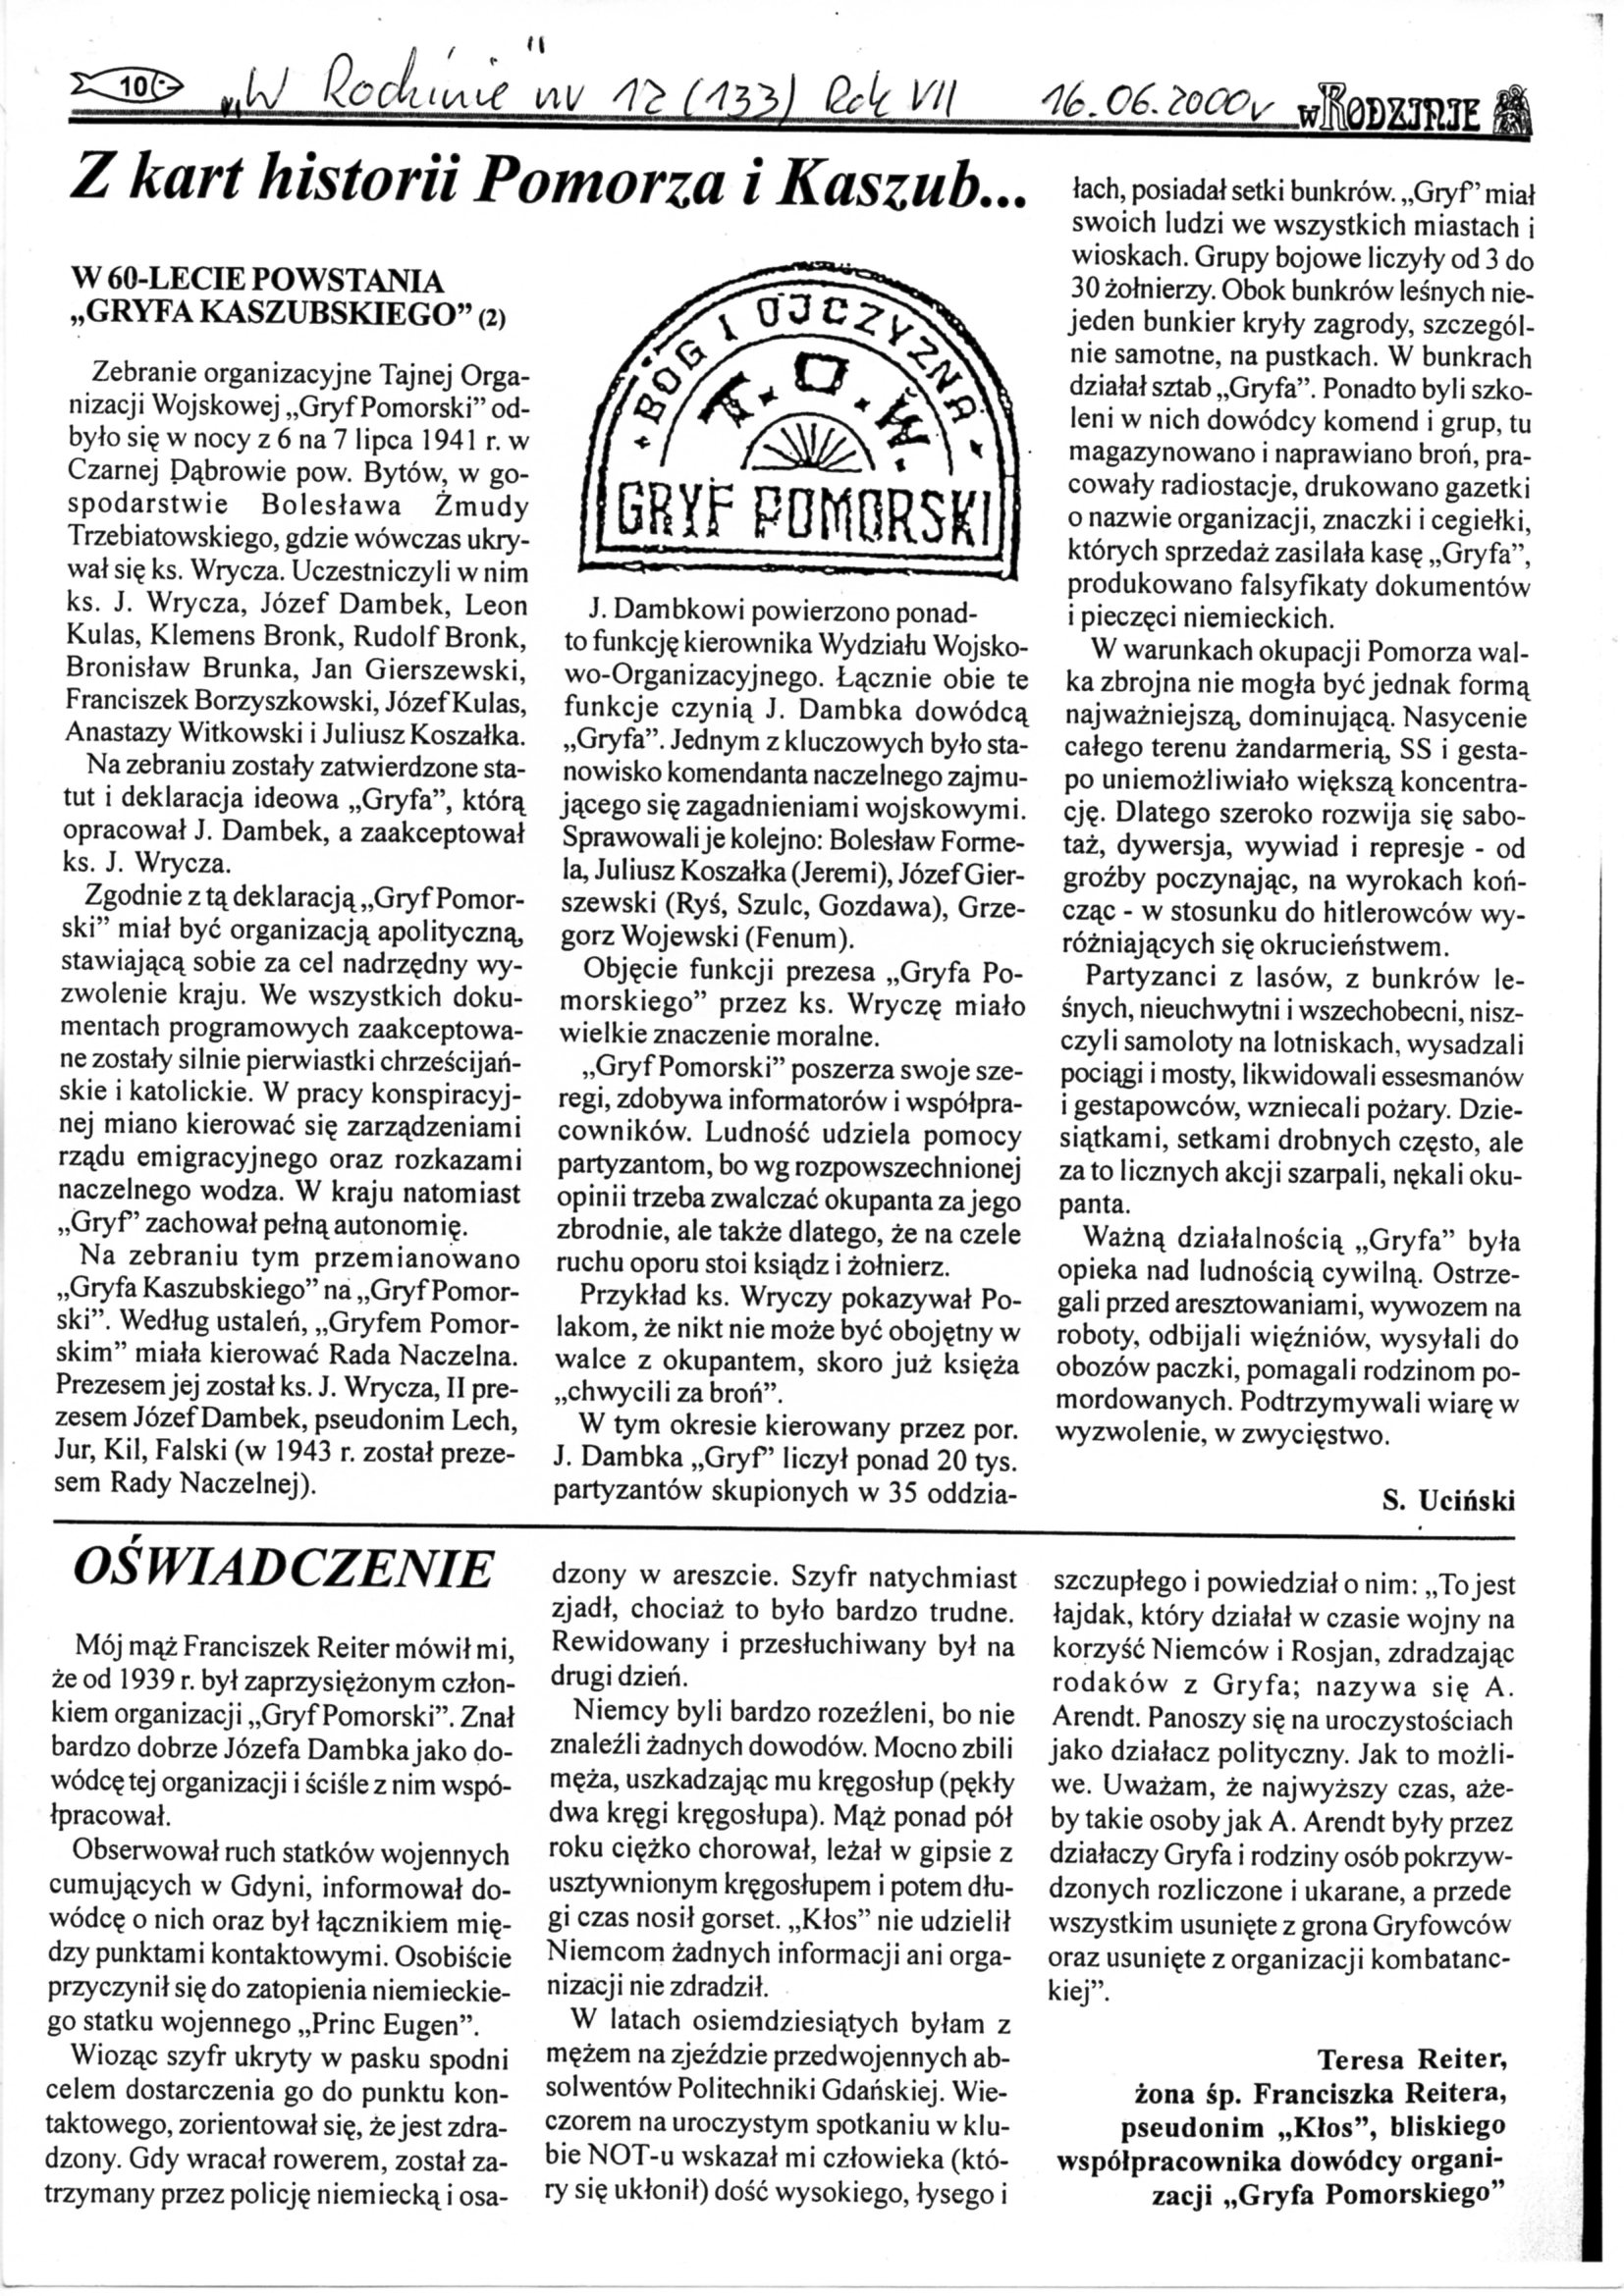 10
„W Rodzinie" nr 12 (133) Rok VII 16.06.2000r
wRODZINIE
Z kart historii Pomorza i Kaszub...
W 60-LECIE POWSTANIA
„GRYFA KASZUBSKIEGO” (2)
Zebranie organizacyjne Tajnej Orga-
nizacji Wojskowej „Gryf Pomorski” od-
było się w nocy z 6 na 7 lipca 1941 r. w
Czarnej Dąbrowie pow. Bytów, w go-
spodarstwie Bolesława Żmudy
Trzebiatowskiego, gdzie wówczas ukry-
wał się ks. Wrycza. Uczestniczyli w nim
ks. J. Wrycza, Józef Dambek, Leon
Kulas, Klemens Bronk, Rudolf Bronk,
Bronisław Brunka, Jan Gierszewski,
Franciszek Borzyszkowski, Józef Kulas,
Anastazy Witkowski i Juliusz Koszałka.
Na zebraniu zostały zatwierdzone sta-
tut i deklaracja ideowa „Gryfa”, którą
opracował J. Dambek, a zaakceptował
ks. J. Wrycza.
Zgodnie z tą deklaracją „Gryf Pomor-
ski” miał być organizacją apolityczną,
stawiającą sobie za cel nadrzędny wy-
zwolenie kraju. We wszystkich doku-
mentach programowych zaakceptowa-
ne zostały silnie pierwiastki chrześcijań-
skie i katolickie. W pracy konspiracyj-
nej miano kierować się zarządzeniami
rządu emigracyjnego oraz rozkazami
naczelnego wodza. W kraju natomiast
„Gryf” zachował pełną autonomię.
Na zebraniu tym przemianowano
„Gryfa Kaszubskiego” na „Gryf Pomor-
ski”. Według ustaleń, „Gryfem Pomor-
skim” miała kierować Rada Naczelna.
Prezesem jej został ks. J. Wrycza, II pre-
zesem Józef Dambek, pseudonim Lech,
Jur, Kil, Falski (w 1943 r. został preze-
sem Rady Naczelnej).
BÓG I OJCZYZNA
T.O.W.
GRYF POMORSKI
J. Dambkowi powierzono ponad-
to funkcję kierownika Wydziału Wojsko-
wo-Organizacyjnego. Łącznie obie te
funkcje czynią J. Dambka dowódcą
„Gryfa”. Jednym z kluczowych było sta-
nowisko komendanta naczelnego zajmu-
jącego się zagadnieniami wojskowymi.
Sprawowali je kolejno: Bolesław Forme-
la, Juliusz Koszałka (Jeremi), Józef Gier-
szewski (Ryś, Szulc, Gozdawa), Grze-
gorz Wojewski (Fenum).
Objęcie funkcji prezesa „Gryfa Po-
morskiego” przez ks. Wryczę miało
wielkie znaczenie moralne.
„Gryf Pomorski” poszerza swoje sze-
regi, zdobywa informatorów i współpra-
cowników. Ludność udziela pomocy
partyzantom, bo wg rozpowszechnionej
opinii trzeba zwalczać okupanta za jego
zbrodnie, ale także dlatego, że na czele
ruchu oporu stoi ksiądz i żołnierz.
Przykład ks. Wryczy pokazywał Po-
lakom, że nikt nie może być obojętny w
walce z okupantem, skoro już księża
„chwycili za broń”.
W tym okresie kierowany przez por.
J. Dambka „Gryf” liczył ponad 20 tys.
partyzantów skupionych w 35 oddzia-
łach, posiadał setki bunkrów. „Gryf” miał
swoich ludzi we wszystkich miastach i
wioskach. Grupy bojowe liczyły od 3 do
30 żołnierzy. Obok bunkrów leśnych nie-
jeden bunkier kryły zagrody, szczegól-
nie samotne, na pustkach. W bunkrach
działał sztab „Gryfa”. Ponadto byli szko-
leni w nich dowódcy komend i grup, tu
magazynowano i naprawiano broń, pra-
cowały radiostacje, drukowano gazetki
o nazwie organizacji, znaczki i cegiełki,
których sprzedaż zasilała kasę „Gryfa”,
produkowano falsyfikaty dokumentów
i pieczęci niemieckich.
W warunkach okupacji Pomorza wal-
ka zbrojna nie mogła być jednak formą
najważniejszą, dominującą. Nasycenie
całego terenu żandarmerią, SS i gesta-
po uniemożliwiało większą koncentra-
cję. Dlatego szeroko rozwija się sabo-
taż, dywersja, wywiad i represje - od
groźby poczynając, na wyrokach koń-
cząc - w stosunku do hitlerowców wy-
różniających się okrucieństwem.
Partyzanci z lasów, z bunkrów le-
śnych, nieuchwytni i wszechobecni, nisz-
czyli samoloty na lotniskach, wysadzali
pociągi i mosty, likwidowali essesmanów
i gestapowców, wzniecali pożary. Dzie-
siątkami, setkami drobnych często, ale
za to licznych akcji szarpali, nękali oku-
panta.
Ważną działalnością „Gryfa” była
opieka nad ludnością cywilną. Ostrze-
gali przed aresztowaniami, wywozem na
roboty, odbijali więźniów, wysyłali do
obozów paczki, pomagali rodzinom po-
mordowanych. Podtrzymywali wiarę w
wyzwolenie, w zwycięstwo.
S. Uciński
OŚWIADCZENIE
Mój mąż Franciszek Reiter mówił mi,
że od 1939 r. był zaprzysiężonym człon-
kiem organizacji „Gryf Pomorski”. Znał
bardzo dobrze Józefa Dambka jako do-
wódcę tej organizacji i ściśle z nim wspó-
łpracował.
Obserwował ruch statków wojennych
cumujących w Gdyni, informował do-
wódcę o nich oraz był łącznikiem mię-
dzy punktami kontaktowymi. Osobiście
przyczynił się do zatopienia niemieckie-
go statku wojennego „Princ Eugen”.
Wioząc szyfr ukryty w pasku spodni
celem dostarczenia go do punktu kon-
taktowego, zorientował się, że jest zdra-
dzony. Gdy wracał rowerem, został za-
trzymany przez policję niemiecką i osa-
dzony w areszcie. Szyfr natychmiast
zjadł, chociaż to było bardzo trudne.
Rewidowany i przesłuchiwany był na
drugi dzień.
Niemcy byli bardzo rozeźleni, bo nie
znaleźli żadnych dowodów. Mocno zbili
męża, uszkadzając mu kręgosłup (pękły
dwa kręgi kręgosłupa). Mąż ponad pół
roku ciężko chorował, leżał w gipsie z
usztywnionym kręgosłupem i potem dłu-
gi czas nosił gorset. „Kłos” nie udzielił
Niemcom żadnych informacji ani orga-
nizacji nie zdradził.
W latach osiemdziesiątych byłam z
mężem na zjeździe przedwojennych ab-
solwentów Politechniki Gdańskiej. Wie-
czorem na uroczystym spotkaniu w klu-
bie NOT-u wskazał mi człowieka (któ-
ry się ukłonił) dość wysokiego, łysego i
szczupłego i powiedział o nim: „To jest
łajdak, który działał w czasie wojny na
korzyść Niemców i Rosjan, zdradzając
rodaków z Gryfa; nazywa się A.
Arendt. Panoszy się na uroczystościach
jako działacz polityczny. Jak to możli-
we. Uważam, że najwyższy czas, aże-
by takie osoby jak A. Arendt były przez
działaczy Gryfa i rodziny osób pokrzyw-
dzonych rozliczone i ukarane, a przede
wszystkim usunięte z grona Gryfowców
oraz usunięte z organizacji kombatanc-
kiej”.
Teresa Reiter,
żona śp. Franciszka Reitera,
pseudonim „Kłos”, bliskiego
współpracownika dowódcy organi-
zacji „Gryfa Pomorskiego”